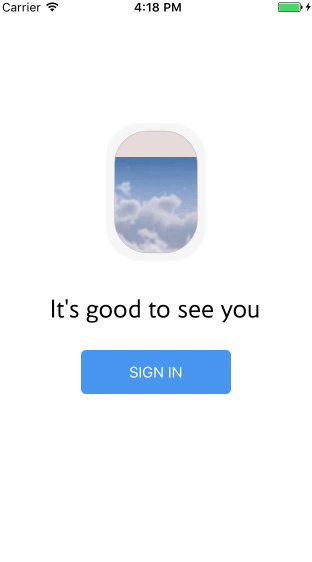 Carrier 4:18 PM
It's good to see you
SIGN IN